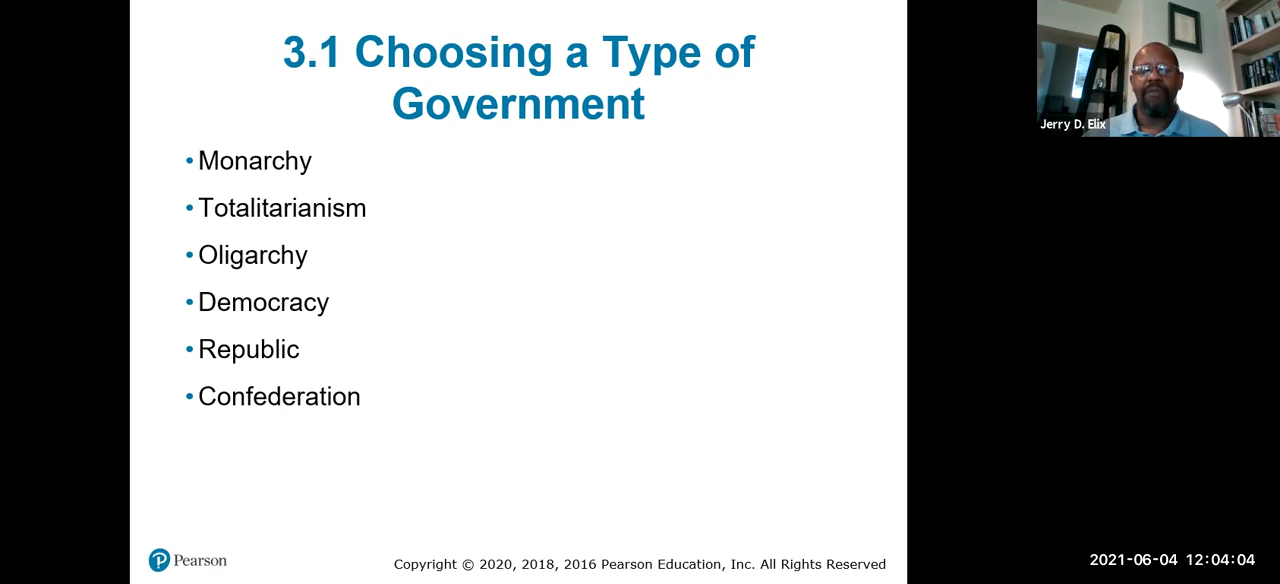 3.1 Choosing a Type of
Government
• Monarchy
• Totalitarianism
• Oligarchy
• Democracy
• Republic
• Confederation
Jerry D. Elix
P Pearson
Copyright © 2020, 2018, 2016 Pearson Education, Inc. All Rights Reserved
2021-06-04 12:04:04